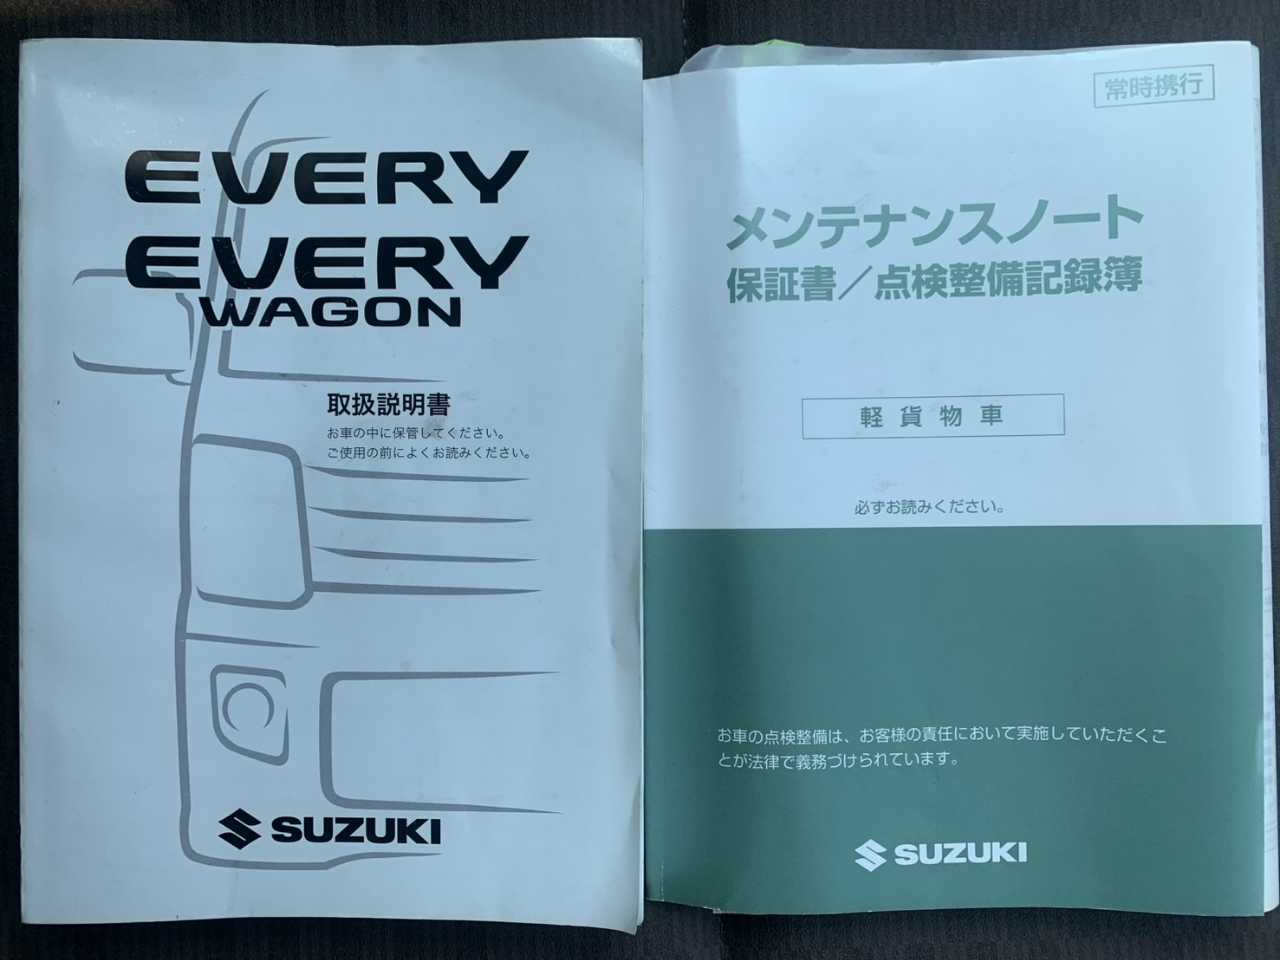 EVERY
EVERY
WAGON
取扱説明書
お車の中に保管してください。
ご使用の前によくお読みください。
SUZUKI
常時携行
メンテナンスノート
保証書／点検整備記録簿
軽貨物車
必ずお読みください。
お車の点検整備は、お客様の責任において実施していただくこ
とが法律で義務づけられています。
SUZUKI